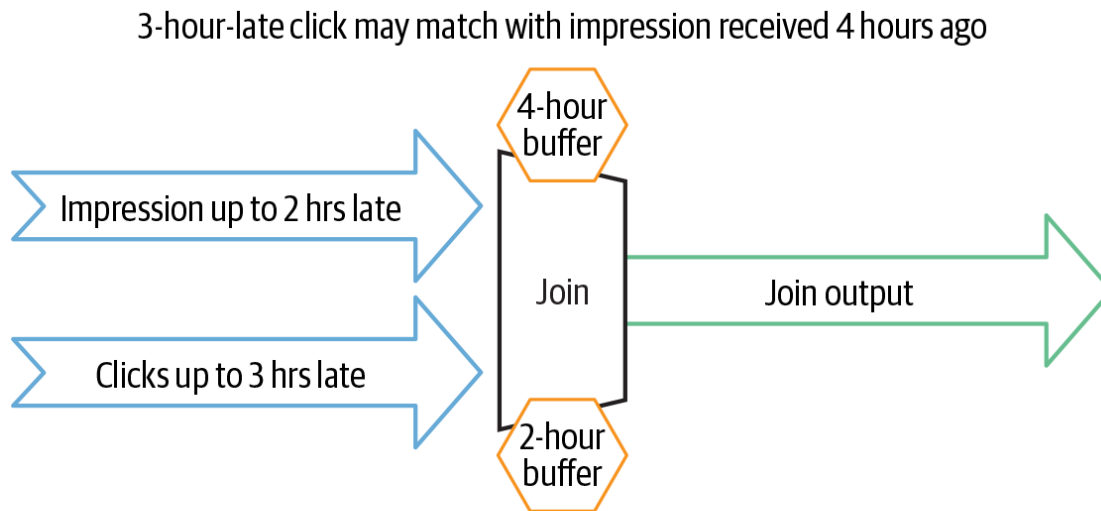 3-hour-late click may match with impression received 4 hours ago
4-hour
buffer
Impression up to 2 hrs late
Join
Join output
Clicks up to 3 hrs late
2-hour
buffer